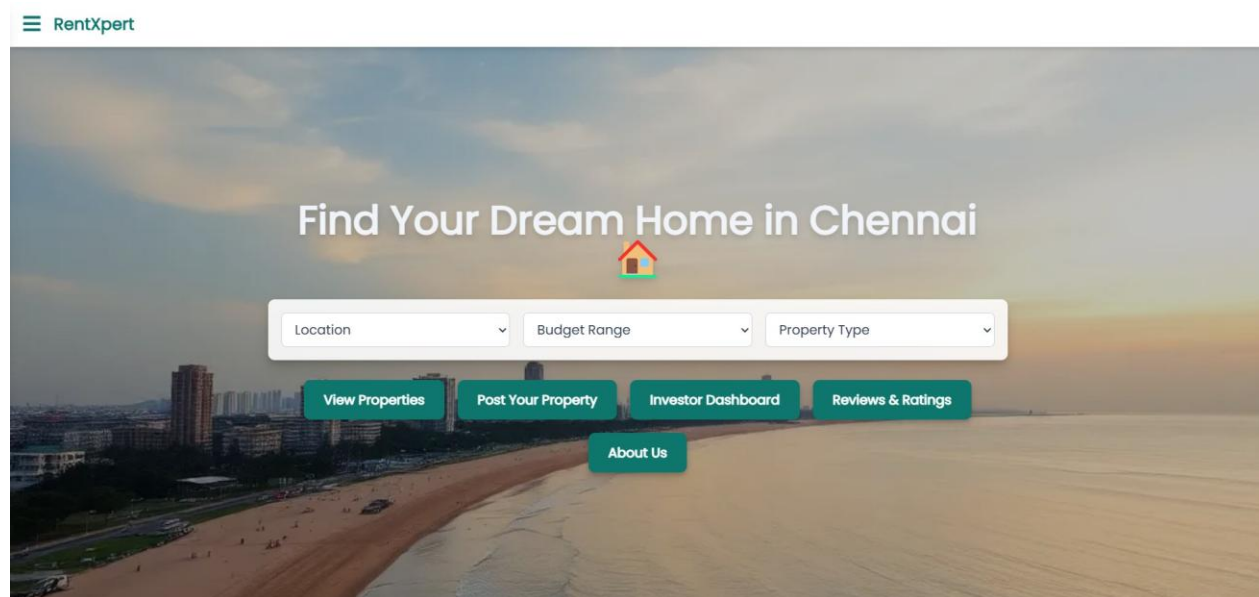 RentXpert
Find Your Dream Home in Chennai
Location Budget Range Property Type
View Properties Post Your Property Investor Dashboard Reviews & Ratings
About Us